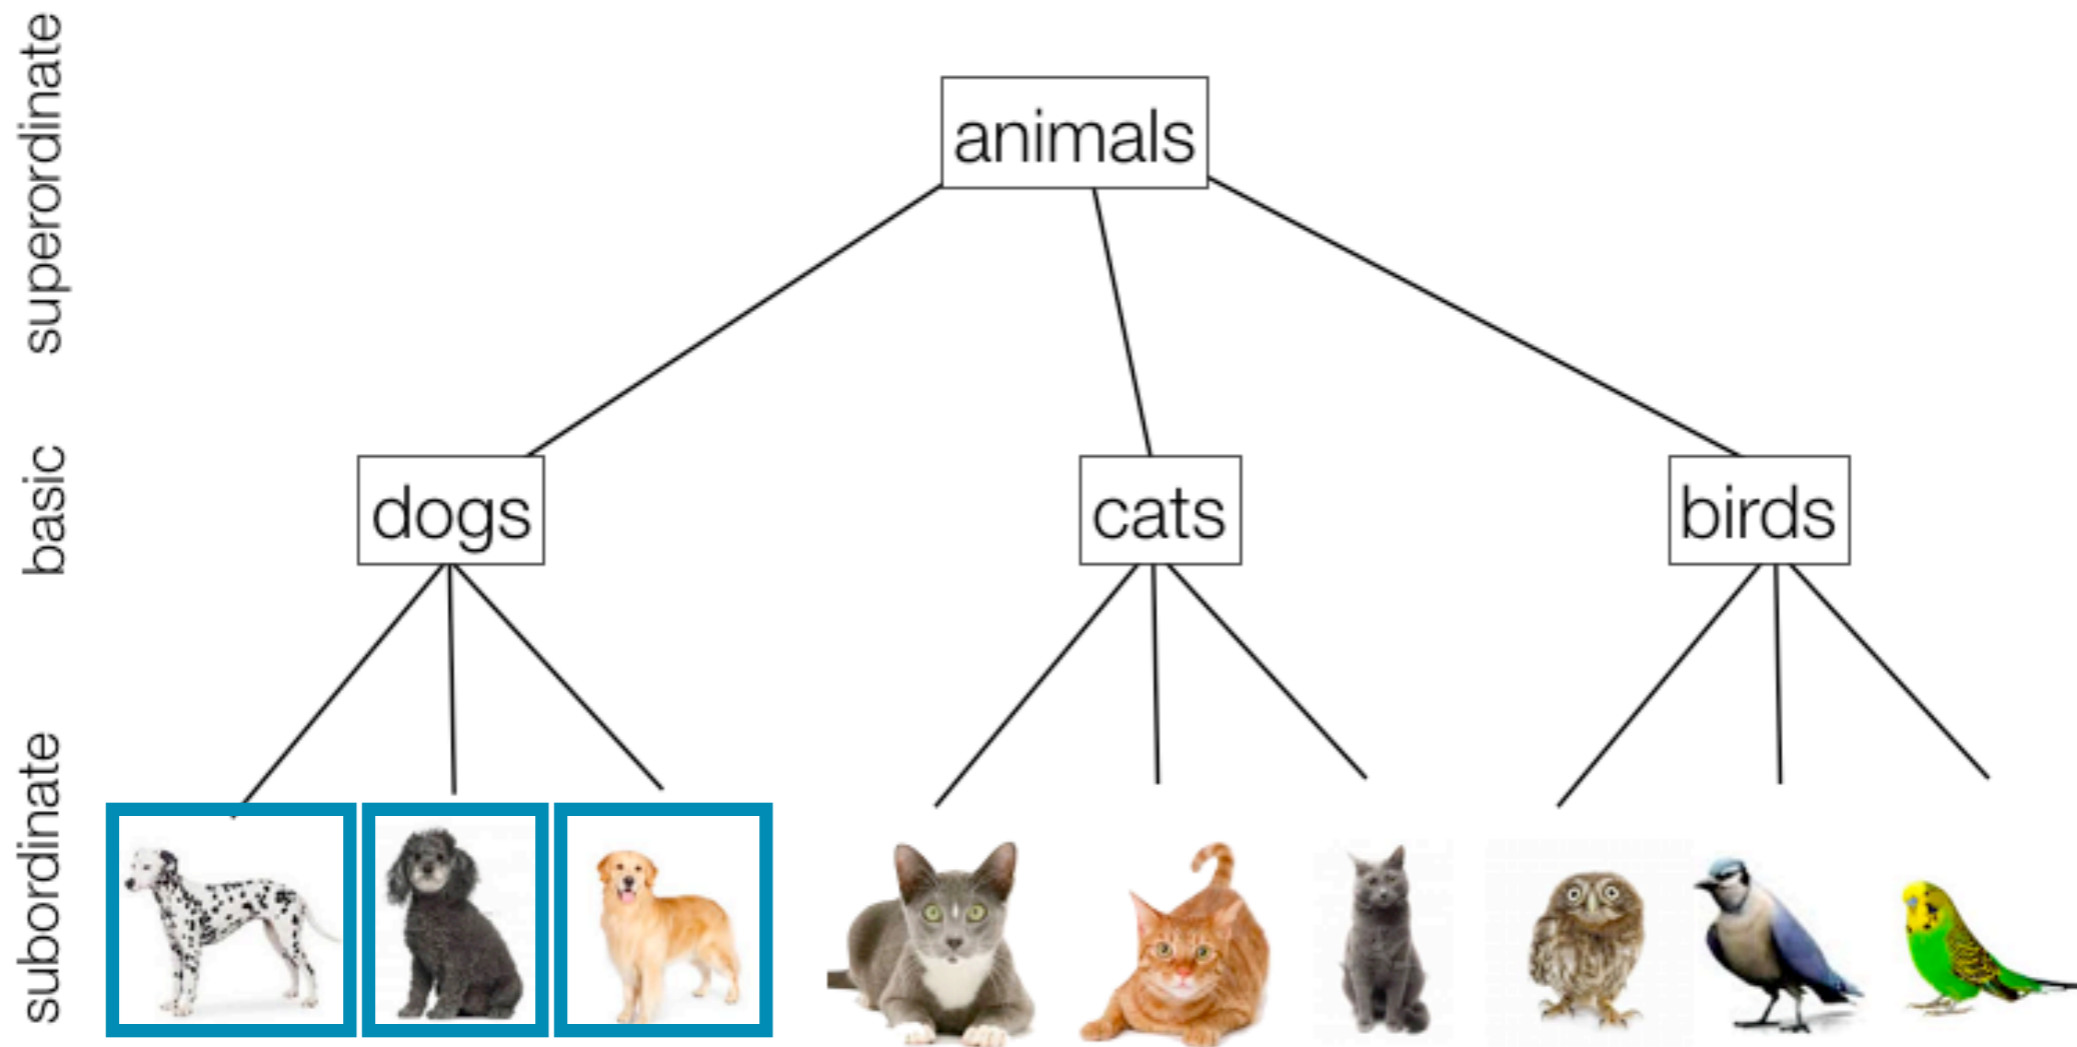 superordinate
animals
basic
dogs
cats
birds
subordinate